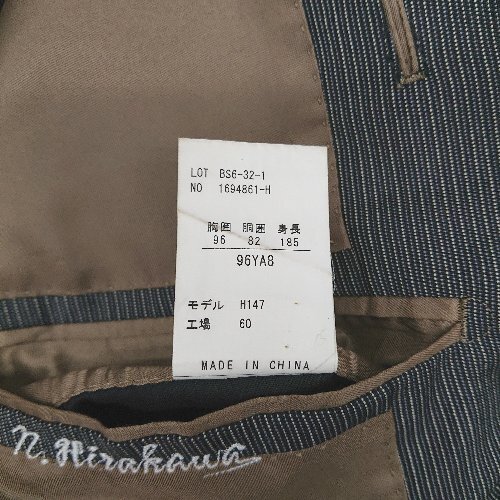 LOT BS6-32-1
NO 1694861-H
胸囲 胴囲 身長
96 82 185
96YA8
モデル H147
工場 60
MADE IN CHINA
n. Hirakawa